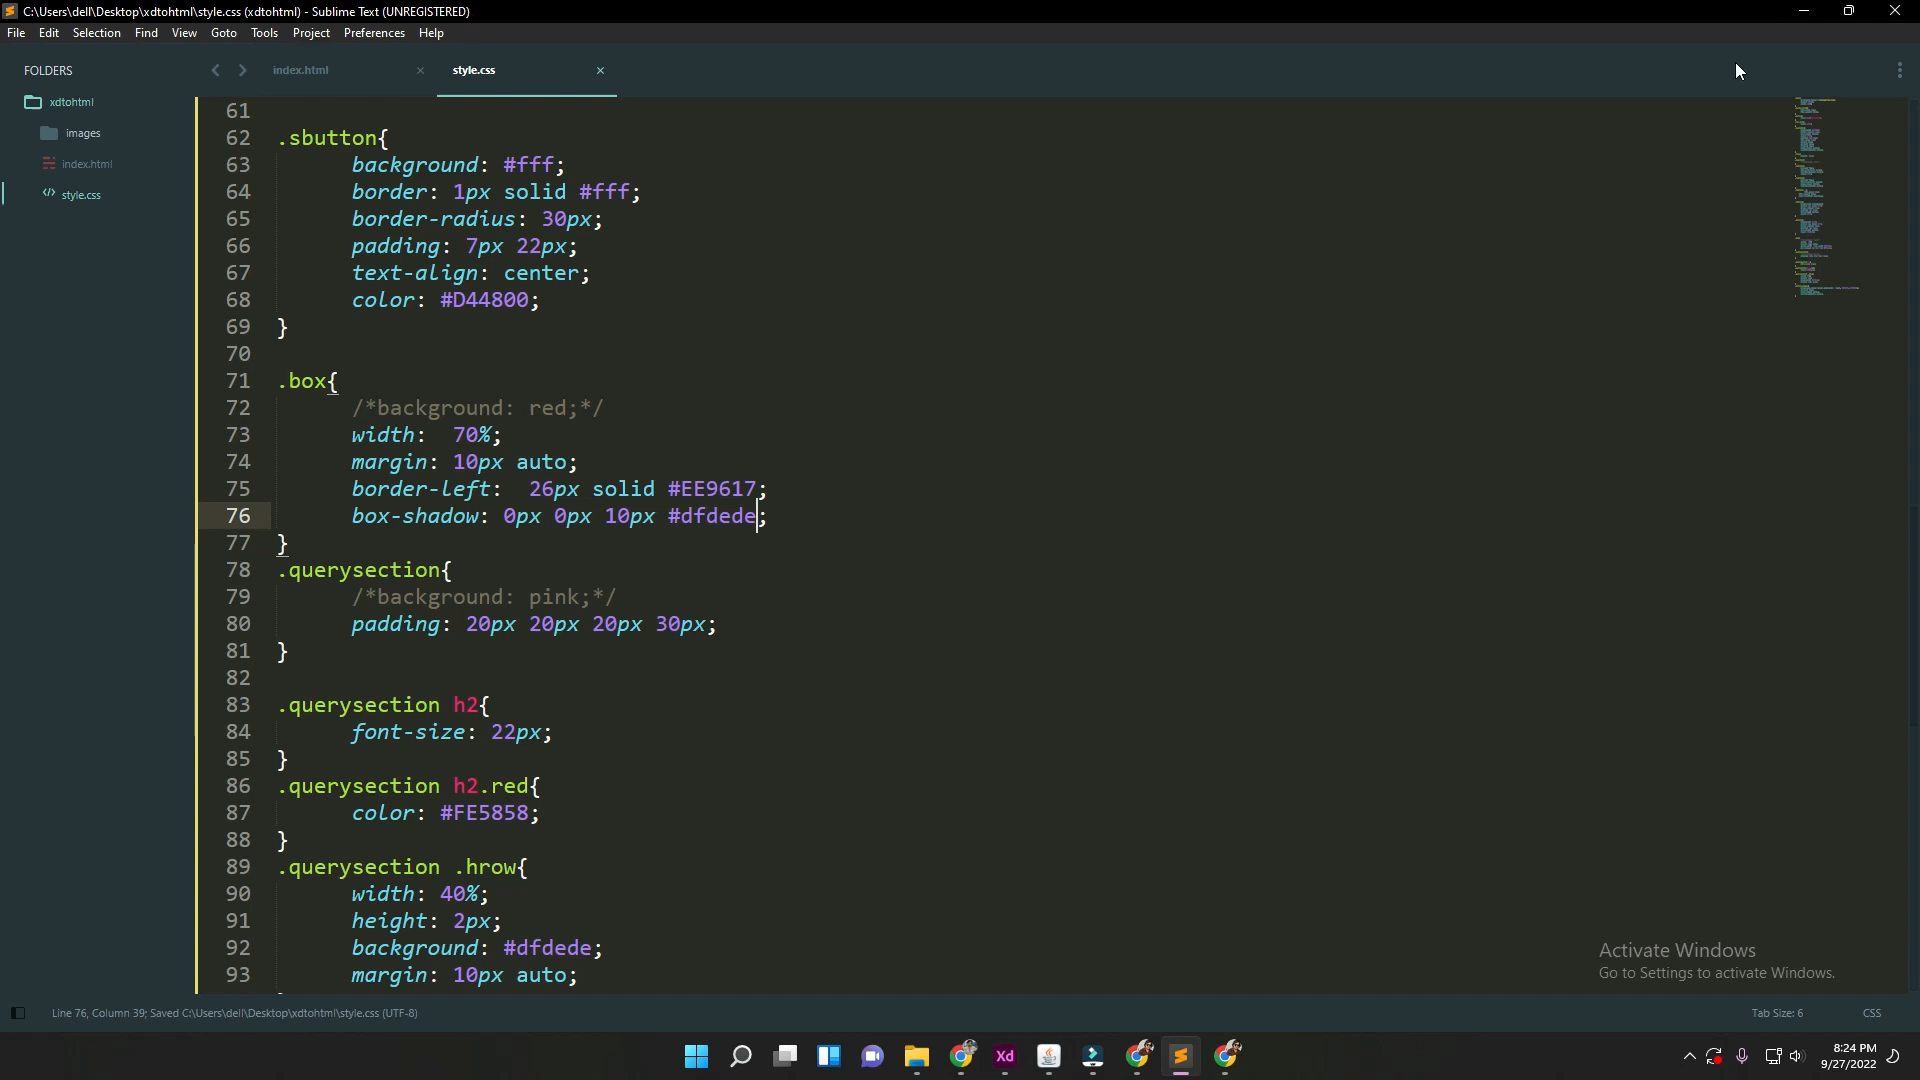 C:\Users\dell\Desktop\xdtohtml\style.css (xdtohtml) - Sublime Text (UNREGISTERED)
File Edit Selection Find View Goto Tools Project Preferences Help
FOLDERS
xdtohtml
images
index.html
style.css
index.html
style.css
61
62 .sbutton{
63 background: #fff;
64 border: 1px solid #fff;
65 border-radius: 30px;
66 padding: 7px 22px;
67 text-align: center;
68 color: #D44800;
69 }
70
71 .box{
72 /*background: red;*/
73 width:  70%;
74 margin: 10px auto;
75 border-left:  26px solid #EE9617;
76 box-shadow: 0px 0px 10px #dfdede;
77 }
78 .querysection{
79 /*background: pink;*/
80 padding: 20px 20px 20px 30px;
81 }
82
83 .querysection h2{
84 font-size: 22px;
85 }
86 .querysection h2.red{
87 color: #FE5858;
88 }
89 .querysection .hrow{
90 width: 40%;
91 height: 2px;
92 background: #dfdede;
93 margin: 10px auto;
Activate Windows
Go to Settings to activate Windows.
Line 76, Column 39; Saved C:\Users\dell\Desktop\xdtohtml\style.css (UTF-8)
Tab Size: 6
CSS
Xd
8:24 PM
9/27/2022